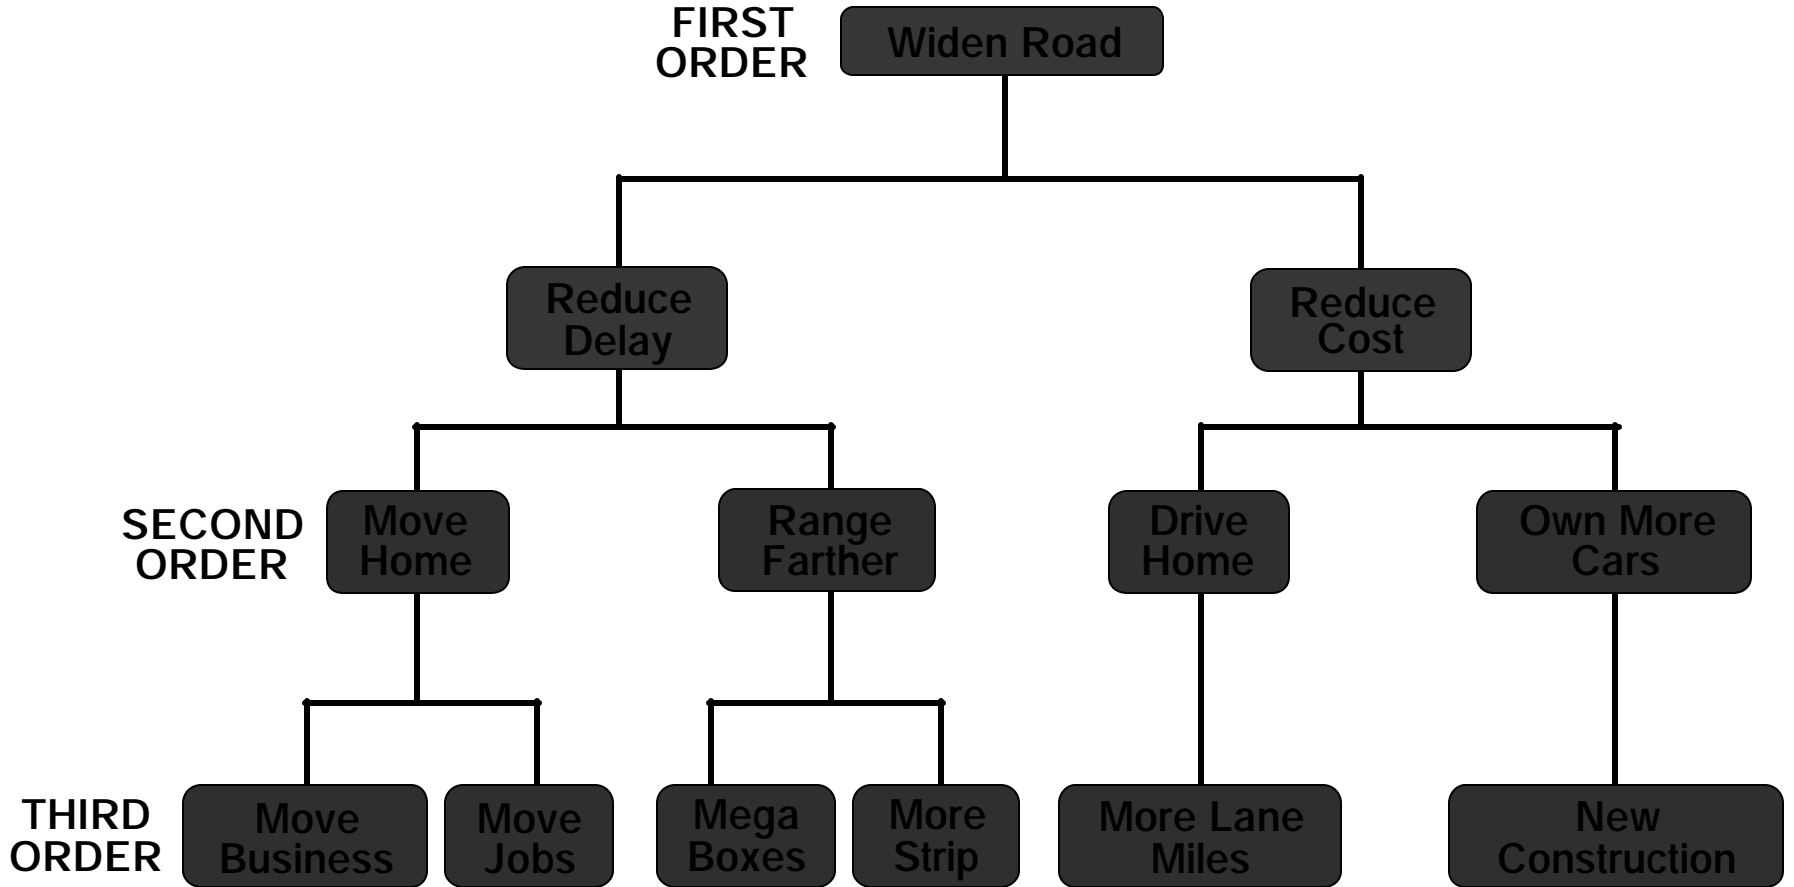 FIRST
ORDER
Widen Road
Reduce
Delay
Reduce
Cost
SECOND
ORDER
Move
Home
Range
Farther
Drive
Home
Own More
Cars
THIRD
ORDER
Move
Business
Move
Jobs
Mega
Boxes
More
Strip
More Lane
Miles
New
Construction